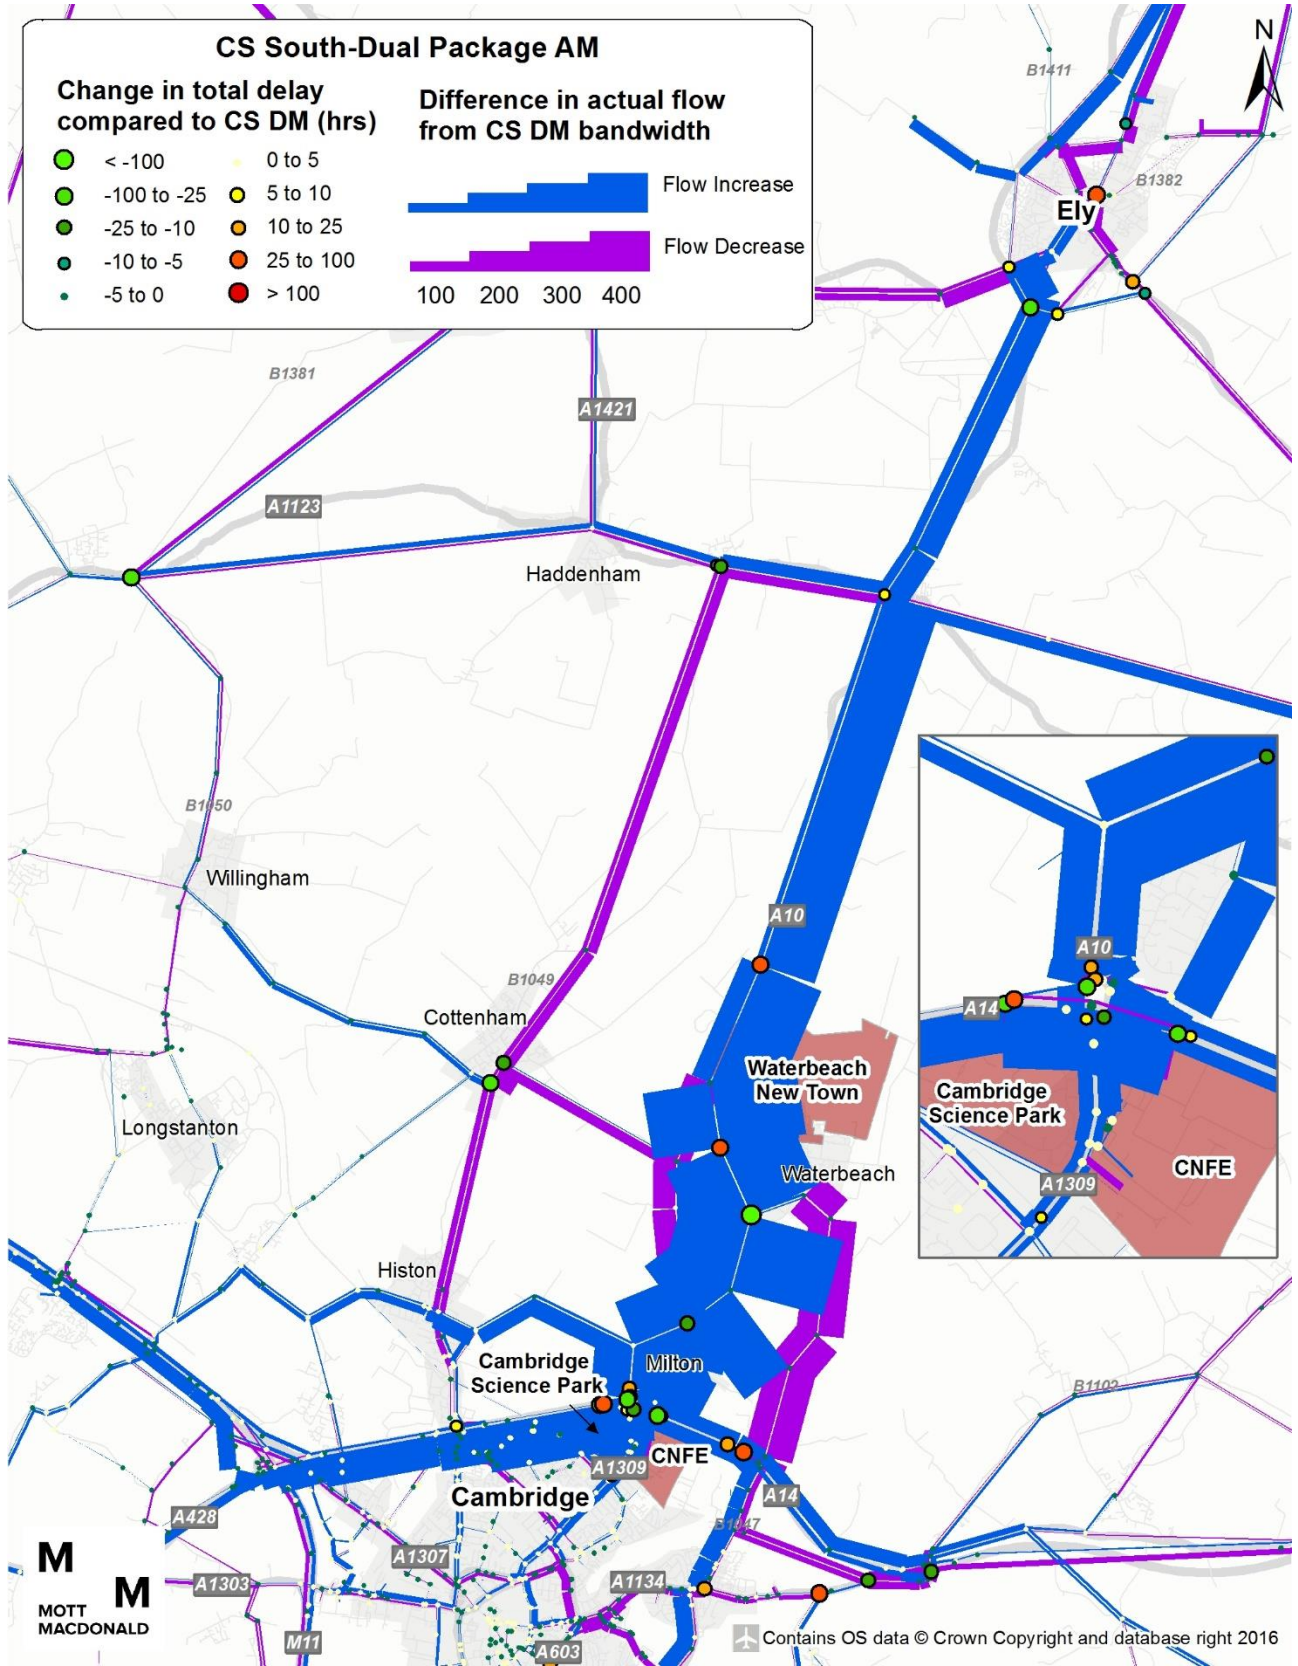 CS South-Dual Package AM
Change in total delay
compared to CS DM (hrs)
< -100
-100 to -25
-25 to -10
-10 to -5
-5 to 0
0 to 5
5 to 10
10 to 25
25 to 100
> 100
Difference in actual flow
from CS DM bandwidth
Flow Increase
Flow Decrease
100 200 300 400
N
B1411
B1382
Ely
B1381
A1421
A1123
Haddenham
B1050
Willingham
A10
B1049
Cottenham
Waterbeach
New Town
Longstanton
Waterbeach
Histon
Cambridge
Science Park
Milton
B1102
CNFE
A1309
Cambridge
A14
A428
B1047
A1307
A1303
A1134
M11
A603
A10
A14
Cambridge
Science Park
CNFE
A1309
M
M
MOTT
MACDONALD
Contains OS data © Crown Copyright and database right 2016